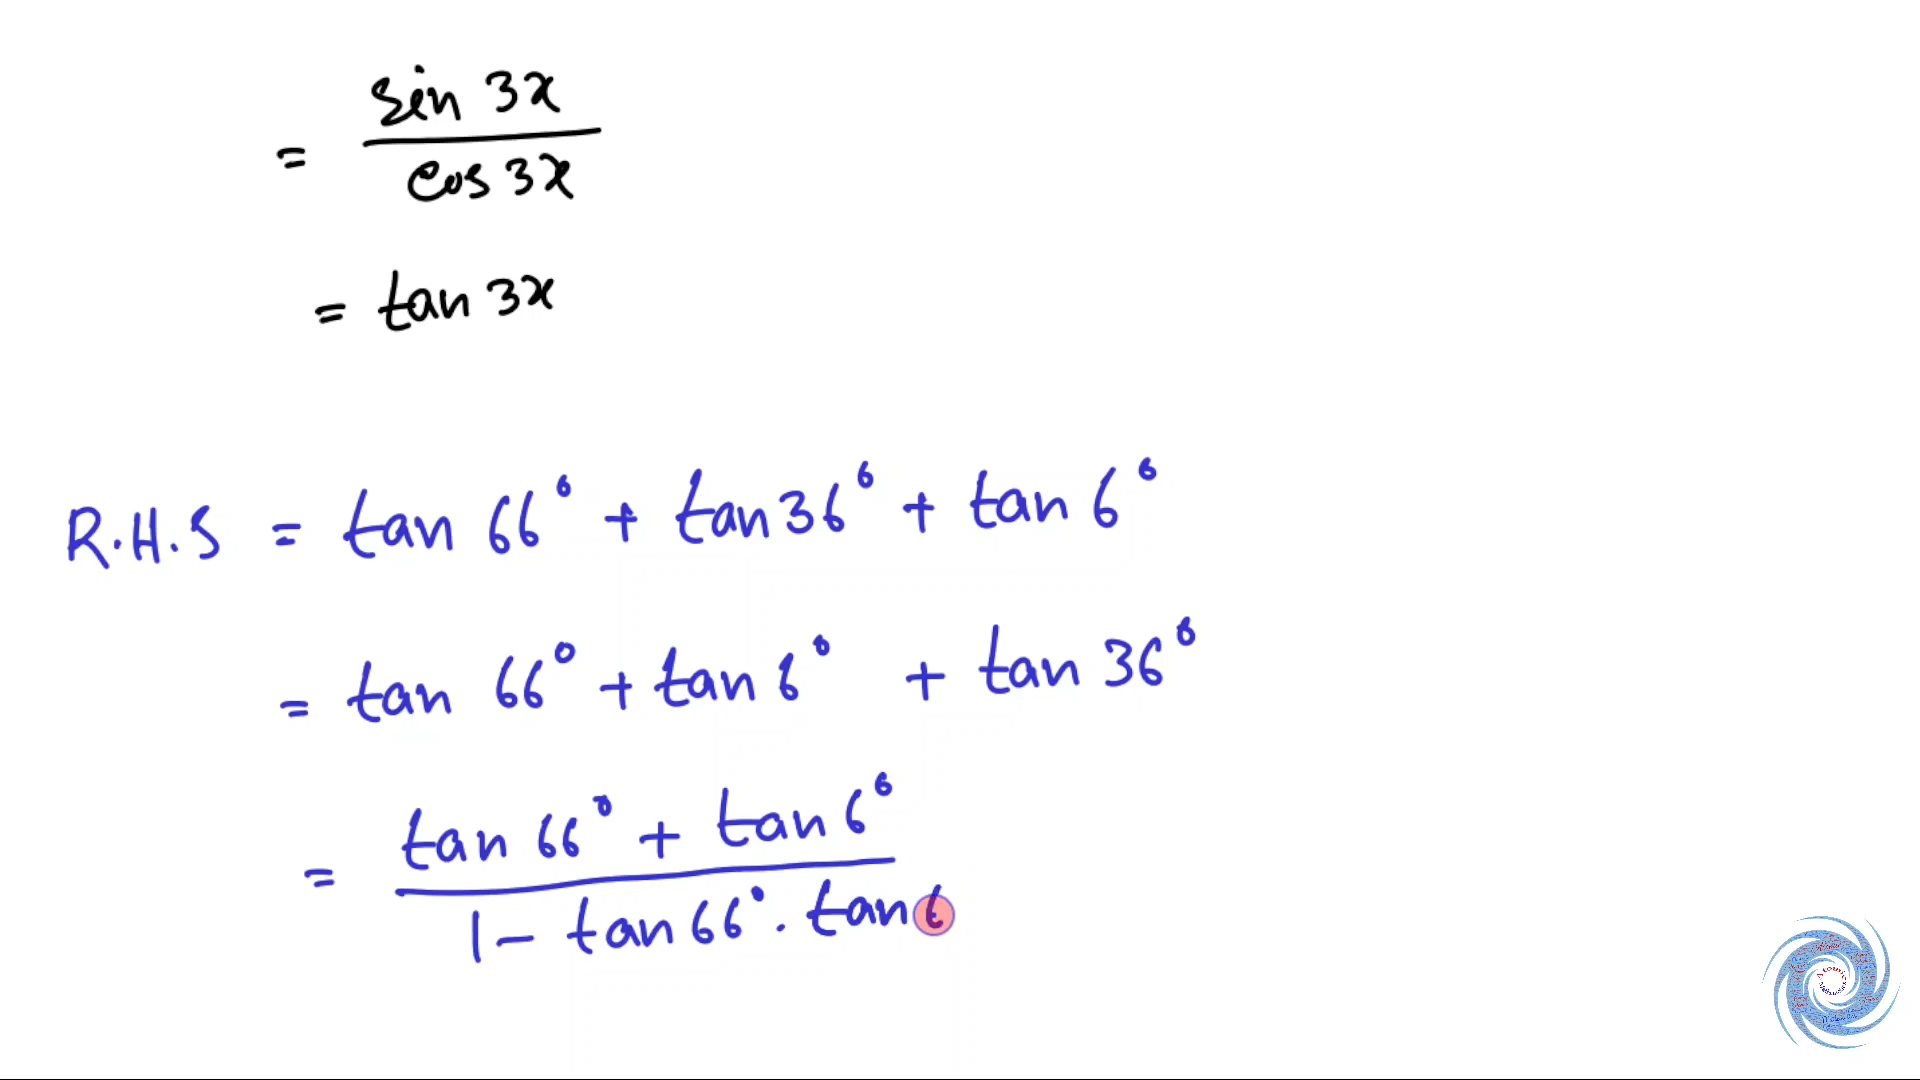 = sin 3x / cos 3x
= tan 3x
R.H.S = tan 66° + tan 36° + tan 6°
= tan 66° + tan 6° + tan 36°
= tan 66° + tan 6° / 1 - tan 66° . tan 6